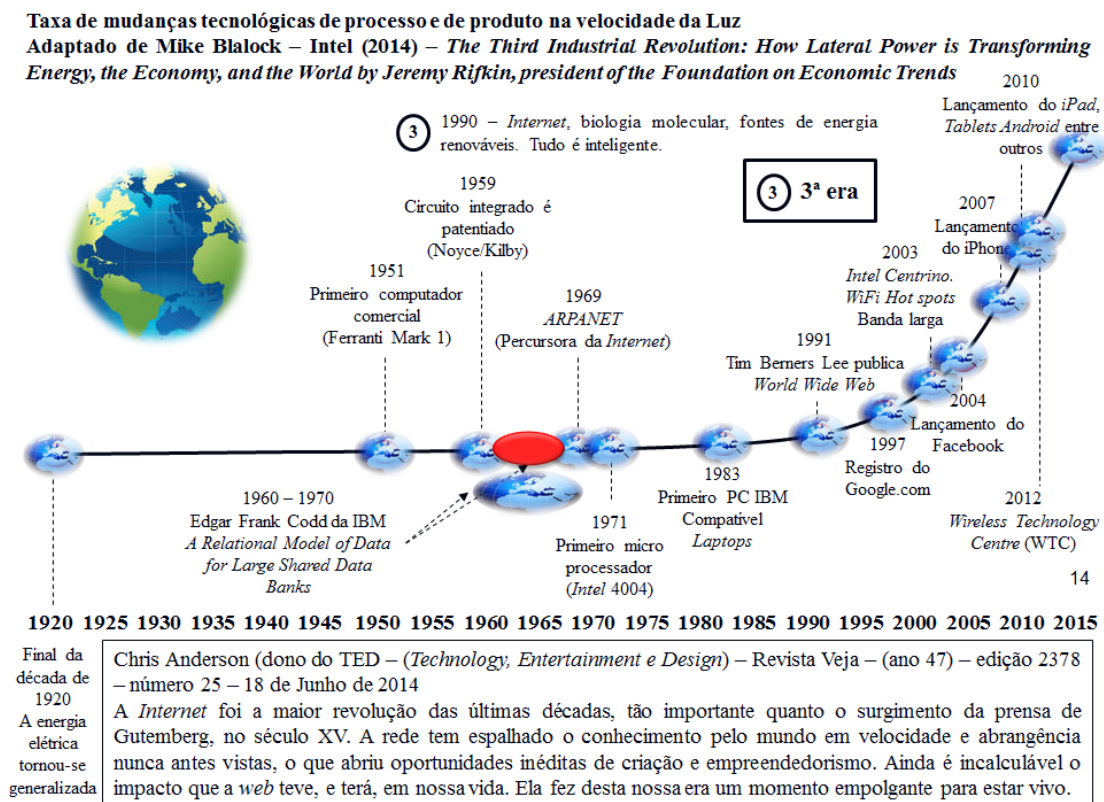 Taxa de mudanças tecnológicas de processo e de produto na velocidade da Luz
Adaptado de Mike Blalock – Intel (2014) – The Third Industrial Revolution: How Lateral Power is Transforming
Energy, the Economy, and the World by Jeremy Rifkin, president of the Foundation on Economic Trends
3
1990 – Internet, biologia molecular, fontes de energia
renováveis. Tudo é inteligente.
3 3ª era
2010
Lançamento do iPad,
Tablets Android entre
outros
1959
Circuito integrado é
patentiado
(Noyce/Kilby)
2007
Lançamento
do iPhone
1951
Primeiro computador
comercial
(Ferranti Mark 1)
2003
Intel Centrino.
WiFi Hot spots
Banda larga
1969
ARPANET
(Percursora da Internet)
1991
Tim Berners Lee publica
World Wide Web
2004
Lançamento do
Facebook
1997
Registro do
Google.com
1983
Primeiro PC IBM
Compatível
Laptops
1960 – 1970
Edgar Frank Codd da IBM
A Relational Model of Data
for Large Shared Data
Banks
1971
Primeiro micro
processador
(Intel 4004)
2012
Wireless Technology
Centre (WTC)
14
1920 1925 1930 1935 1940 1945 1950 1955 1960 1965 1970 1975 1980 1985 1990 1995 2000 2005 2010 2015
Final da
década de
1920
A energia
elétrica
tornou-se
generalizada
Chris Anderson (dono do TED – (Technology, Entertainment e Design) – Revista Veja – (ano 47) – edição 2378
– número 25 – 18 de Junho de 2014
A Internet foi a maior revolução das últimas décadas, tão importante quanto o surgimento da prensa de
Gutemberg, no século XV. A rede tem espalhado o conhecimento pelo mundo em velocidade e abrangência
nunca antes vistas, o que abriu oportunidades inéditas de criação e empreendedorismo. Ainda é incalculável o
impacto que a web teve, e terá, em nossa vida. Ela fez desta nossa era um momento empolgante para estar vivo.